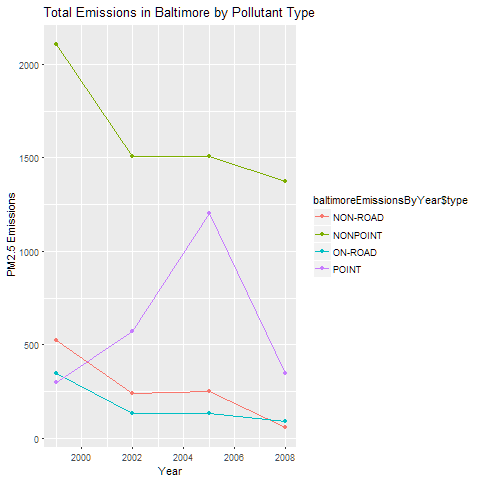 Total Emissions in Baltimore by Pollutant Type
2000
1500
1000
500
0
PM2.5 Emissions
2000 2002 2004 2006 2008
Year
baltimoreEmissionsByYear$type
NON-ROAD
NONPOINT
ON-ROAD
POINT